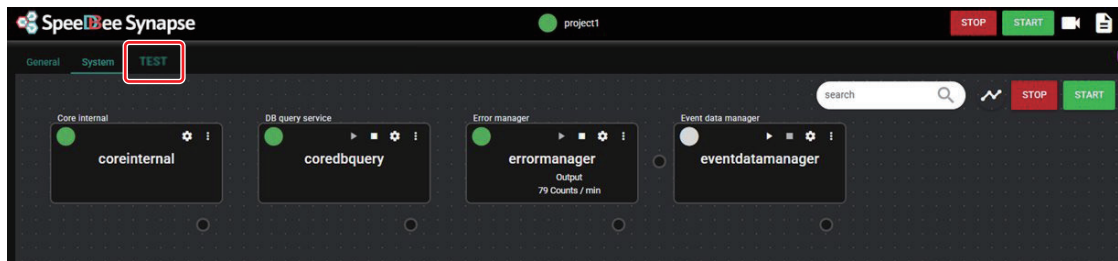 SpeeDBee Synapse
project1
STOP
START
General
System
TEST
search
STOP
START
Core internal
coreinternal
DB query service
coredbquery
Error manager
errormanager
Output
79 Counts / min
Event data manager
eventdatamanager